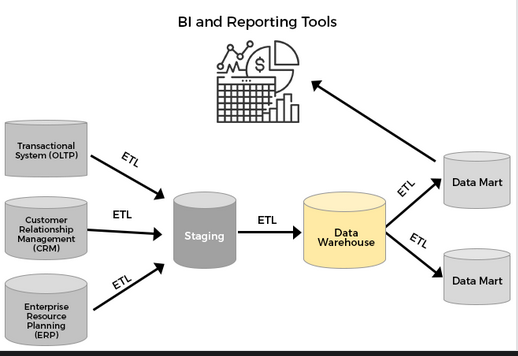 BI and Reporting Tools
$
Transactional
System (OLTP)
ETL
Customer
Relationship
Management
(CRM)
ETL
Enterprise
Resource
Planning
(ERP)
ETL
Staging
ETL
Data
Warehouse
ETL
Data Mart
ETL
Data Mart